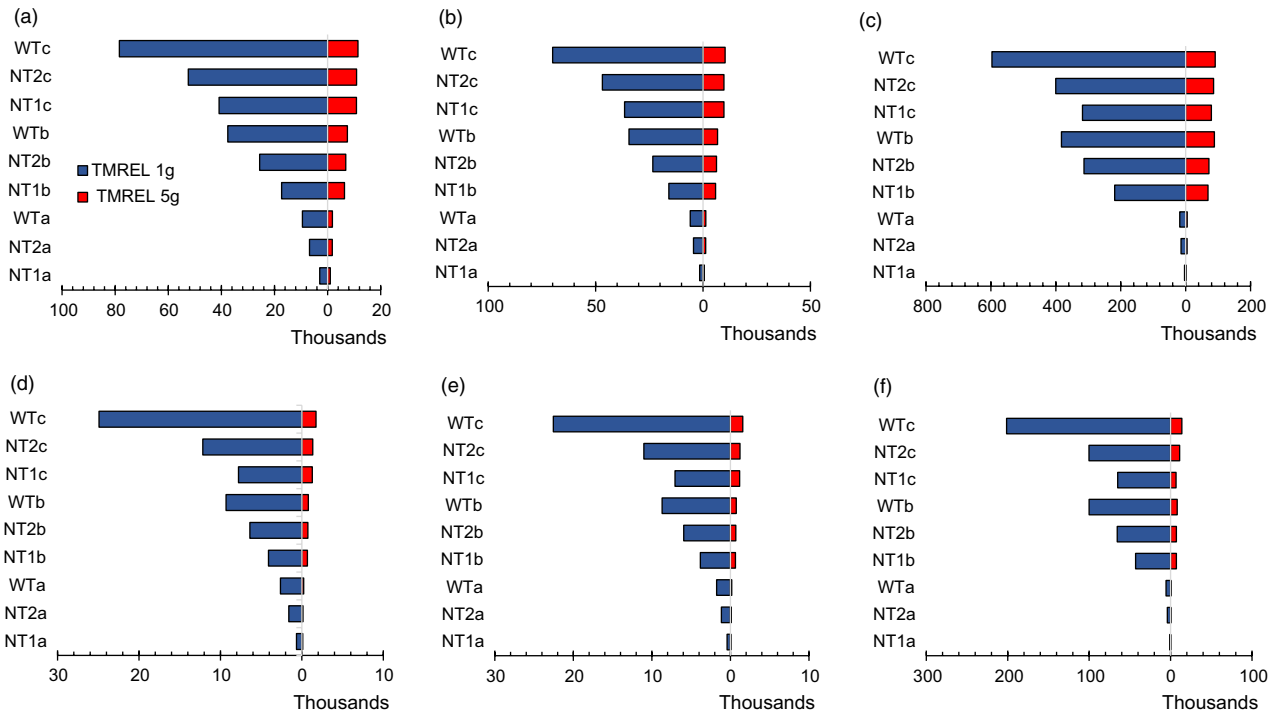 (a)
WTc
NT2c
NT1c
WTb
NT2b
NT1b
WTa
NT2a
NT1a
TMREL 1g
TMREL 5g
100 80 60 40 20 0 20
Thousands
(b)
WTc
NT2c
NT1c
WTb
NT2b
NT1b
WTa
NT2a
NT1a
100 50 0 50
Thousands
(c)
WTc
NT2c
NT1c
WTb
NT2b
NT1b
WTa
NT2a
NT1a
800 600 400 200 0 200
Thousands
(d)
WTc
NT2c
NT1c
WTb
NT2b
NT1b
WTa
NT2a
NT1a
30 20 10 0 10
Thousands
(e)
WTc
NT2c
NT1c
WTb
NT2b
NT1b
WTa
NT2a
NT1a
30 20 10 0 10
Thousands
(f)
WTc
NT2c
NT1c
WTb
NT2b
NT1b
WTa
NT2a
NT1a
300 200 100 0 100
Thousands